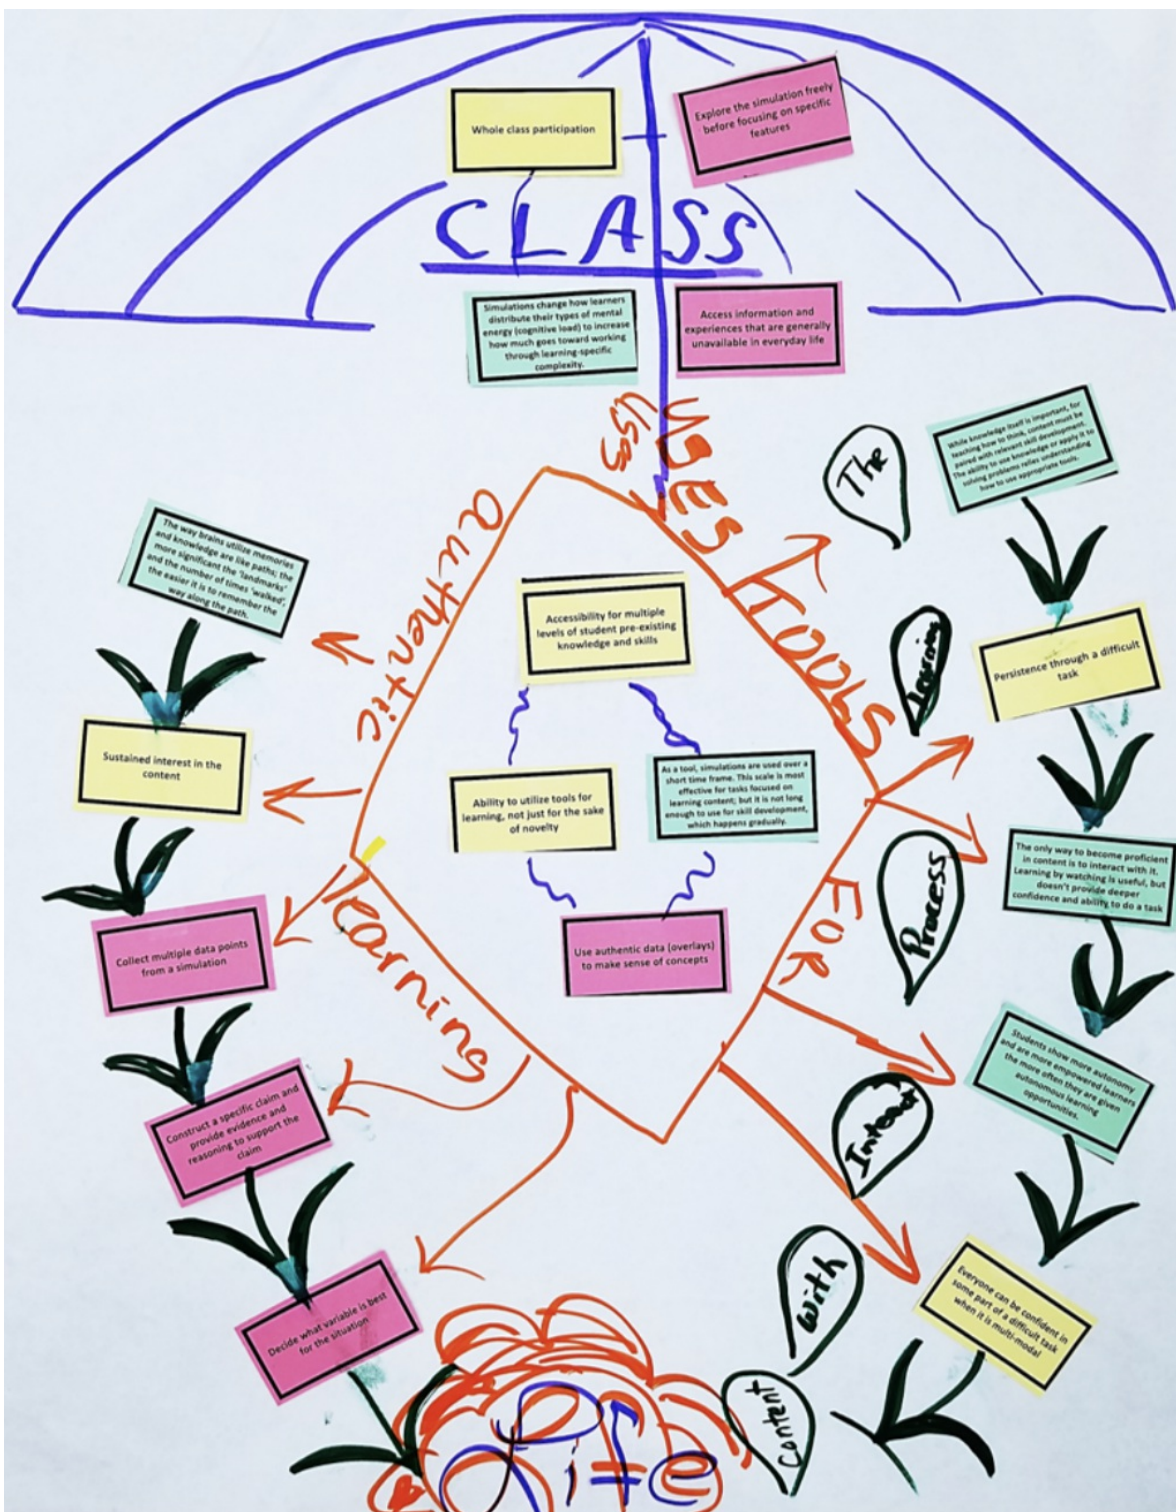 Whole class participation
Explore the simulation freely
before focusing on specific
features
CLASS
Simulations change how learners
distribute their types of mental
energy (cognitive load) to increase
how much goes toward working
through learning-specific
complexity.
Access information and
experiences that are generally
unavailable in everyday life
uses
USES
TOOLS
FOR
authentic
learning
The
Learning
Process
Interact
with
content
Life
While knowledge itself is important, for
teaching how to think, content must be
paired with relevant skill development.
The ability to use knowledge or apply it to
solving problems relies understanding
how to use appropriate tools.
Persistence through a difficult
task
The only way to become proficient
in content is to interact with it.
Learning by watching is useful, but
doesn't provide deeper
confidence and ability to do a task
Students show more autonomy
and are more empowered learners
the more often they are given
autonomous learning
opportunities.
Everyone can be confident in
some part of a difficult task
when it is multi-modal
The way brains utilize memories
and knowledge are like paths; the
more significant the 'landmarks'
and the number of times 'walked',
the easier it is to remember the
way along the path.
Sustained interest in the
content
Collect multiple data points
from a simulation
Construct a specific claim and
provide evidence and
reasoning to support the
claim
Decide what variable is best
for the situation
Accessibility for multiple
levels of student pre-existing
knowledge and skills
Ability to utilize tools for
learning, not just for the sake
of novelty
As a tool, simulations are used over a
short time frame. This scale is most
effective for tasks focused on
learning content; but it is not long
enough to use for skill development,
which happens gradually.
Use authentic data (overlays)
to make sense of concepts